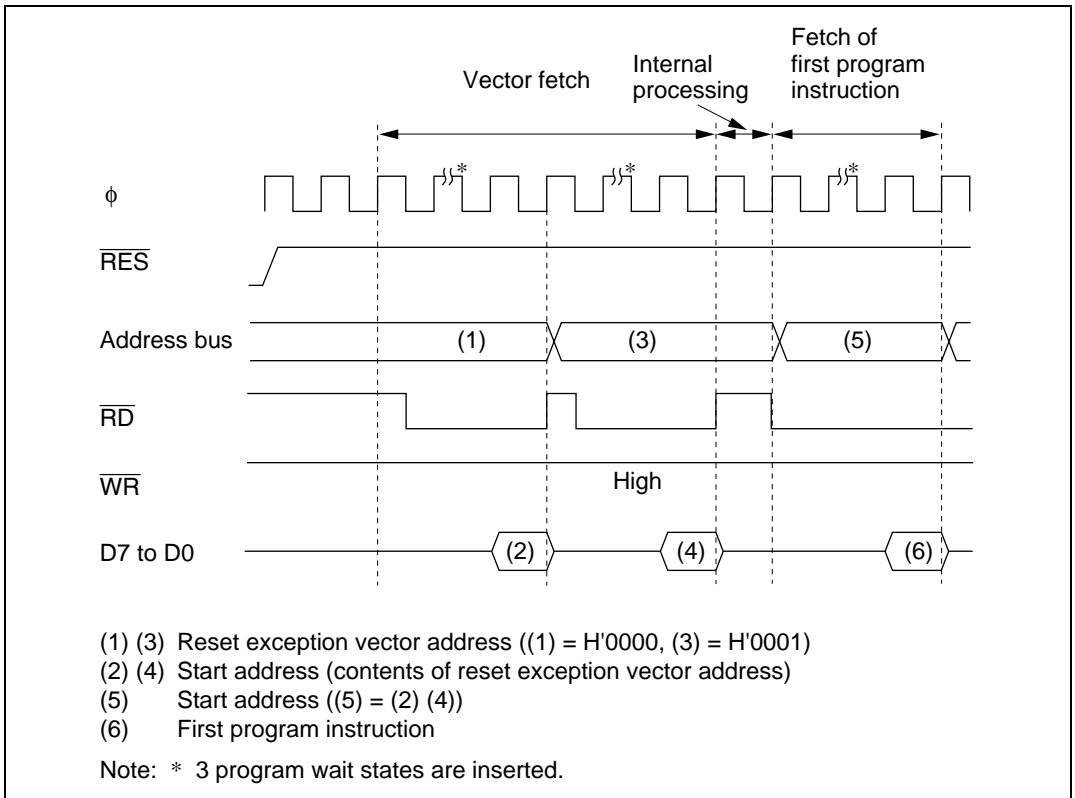 Vector fetch
Internal
processing
Fetch of
first program
instruction
* * *
φ
RES
Address bus (1) (3) (5)
RD
WR High
D7 to D0 (2) (4) (6)
(1) (3) Reset exception vector address ((1) = H'0000, (3) = H'0001)
(2) (4) Start address (contents of reset exception vector address)
(5) Start address ((5) = (2) (4))
(6) First program instruction
Note: * 3 program wait states are inserted.